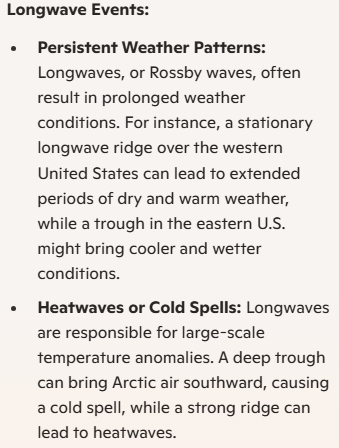 Longwave Events:
• Persistent Weather Patterns:
Longwaves, or Rossby waves, often
result in prolonged weather
conditions. For instance, a stationary
longwave ridge over the western
United States can lead to extended
periods of dry and warm weather,
while a trough in the eastern U.S.
might bring cooler and wetter
conditions.
• Heatwaves or Cold Spells: Longwaves
are responsible for large-scale
temperature anomalies. A deep trough
can bring Arctic air southward, causing
a cold spell, while a strong ridge can
lead to heatwaves.